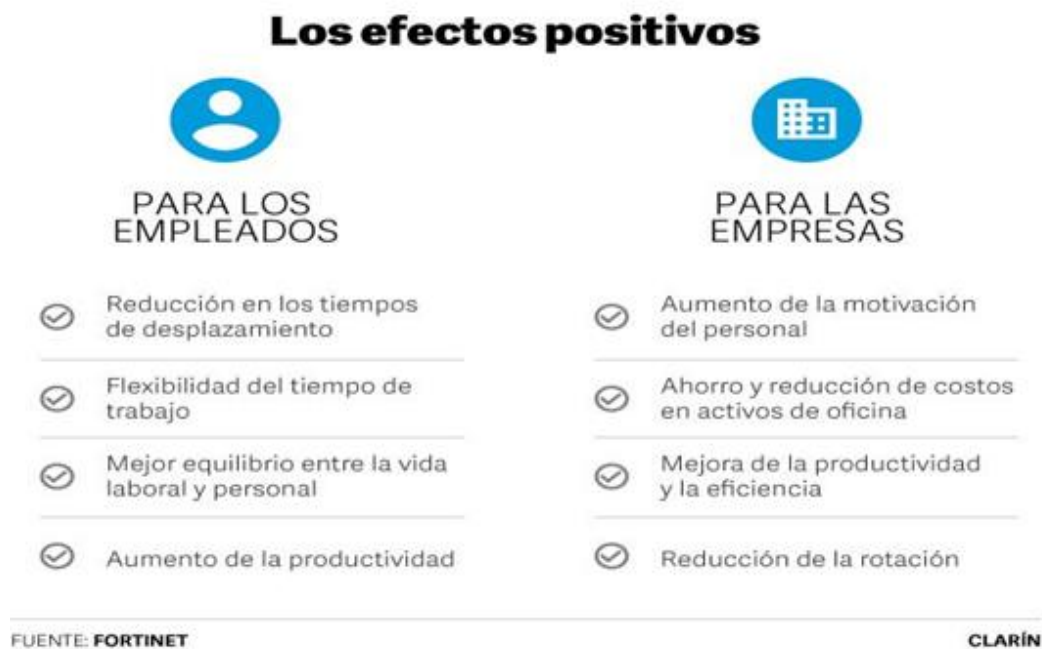 Los efectos positivos
PARA LOS
EMPLEADOS
Reducción en los tiempos
de desplazamiento
Flexibilidad del tiempo de
trabajo
Mejor equilibrio entre la vida
laboral y personal
Aumento de la productividad
PARA LAS
EMPRESAS
Aumento de la motivación
del personal
Ahorro y reducción de costos
en activos de oficina
Mejora de la productividad
y la eficiencia
Reducción de la rotación
FUENTE: FORTINET
CLARÍN